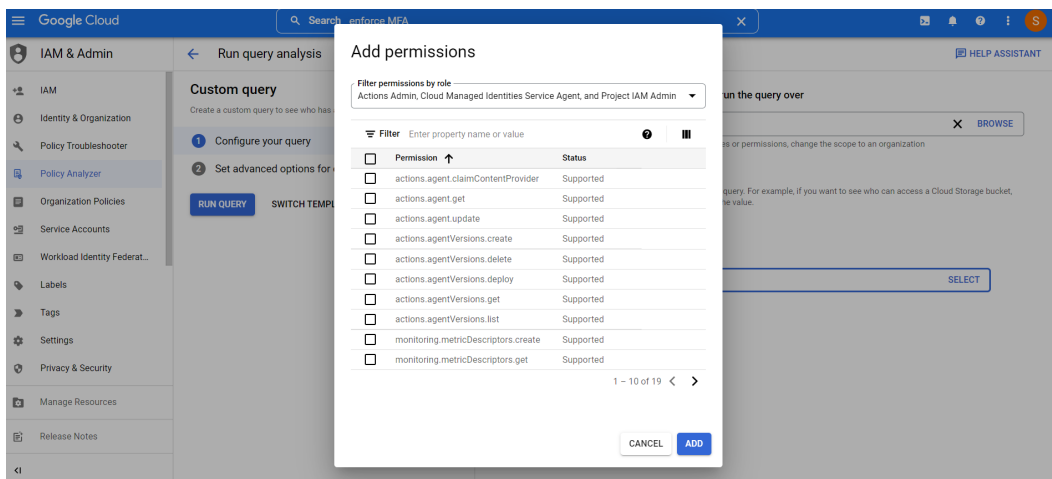 Google Cloud
Search enforce MFA
S
IAM & Admin
Run query analysis
HELP ASSISTANT
IAM
Identity & Organization
Policy Troubleshooter
Policy Analyzer
Organization Policies
Service Accounts
Workload Identity Federat...
Labels
Tags
Settings
Privacy & Security
Manage Resources
Release Notes
Custom query
Create a custom query to see who has
1 Configure your query
2 Set advanced options for
RUN QUERY
SWITCH TEMPL
run the query over
BROWSE
es or permissions, change the scope to an organization
query. For example, if you want to see who can access a Cloud Storage bucket,
he value.
SELECT
Add permissions
Filter permissions by role
Actions Admin, Cloud Managed Identities Service Agent, and Project IAM Admin
Filter Enter property name or value
Permission Status
actions.agent.claimContentProvider Supported
actions.agent.get Supported
actions.agent.update Supported
actions.agentVersions.create Supported
actions.agentVersions.delete Supported
actions.agentVersions.deploy Supported
actions.agentVersions.get Supported
actions.agentVersions.list Supported
monitoring.metricDescriptors.create Supported
monitoring.metricDescriptors.get Supported
1 – 10 of 19
CANCEL
ADD